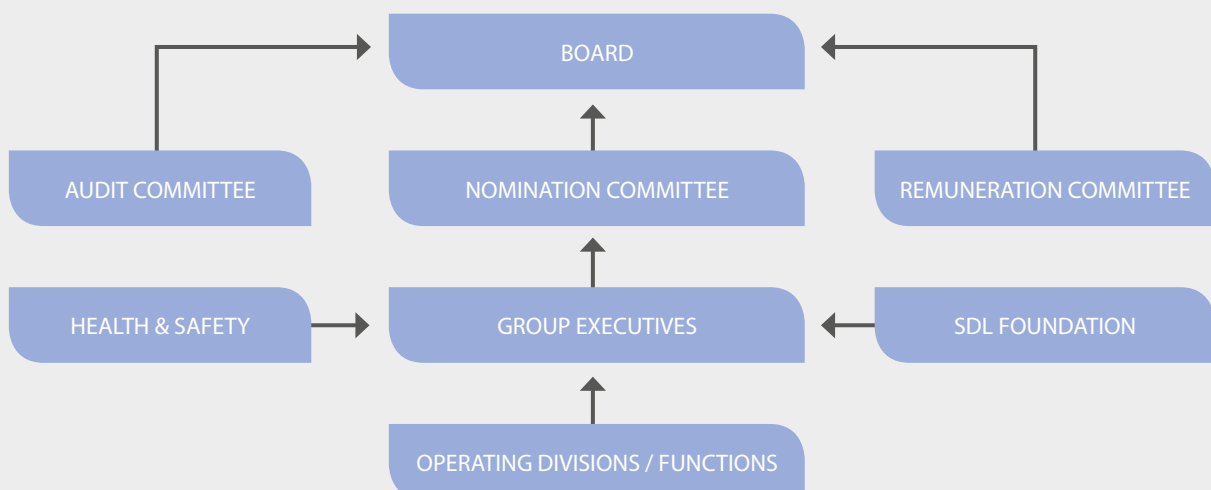 BOARD
AUDIT COMMITTEE
NOMINATION COMMITTEE
REMUNERATION COMMITTEE
HEALTH & SAFETY
GROUP EXECUTIVES
SDL FOUNDATION
OPERATING DIVISIONS / FUNCTIONS